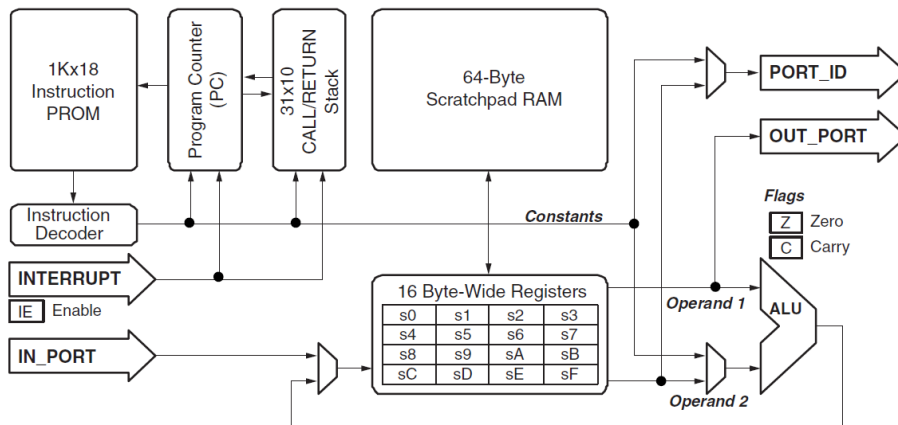 1Kx18
Instruction
PROM
Program Counter
(PC)
31x10
CALL/RETURN
Stack
64-Byte
Scratchpad RAM
PORT_ID
OUT_PORT
Instruction
Decoder
Constants
Flags
Z Zero
C Carry
INTERRUPT
IE Enable
16 Byte-Wide Registers
s0 s1 s2 s3
s4 s5 s6 s7
s8 s9 sA sB
sC sD sE sF
Operand 1
ALU
IN_PORT
Operand 2